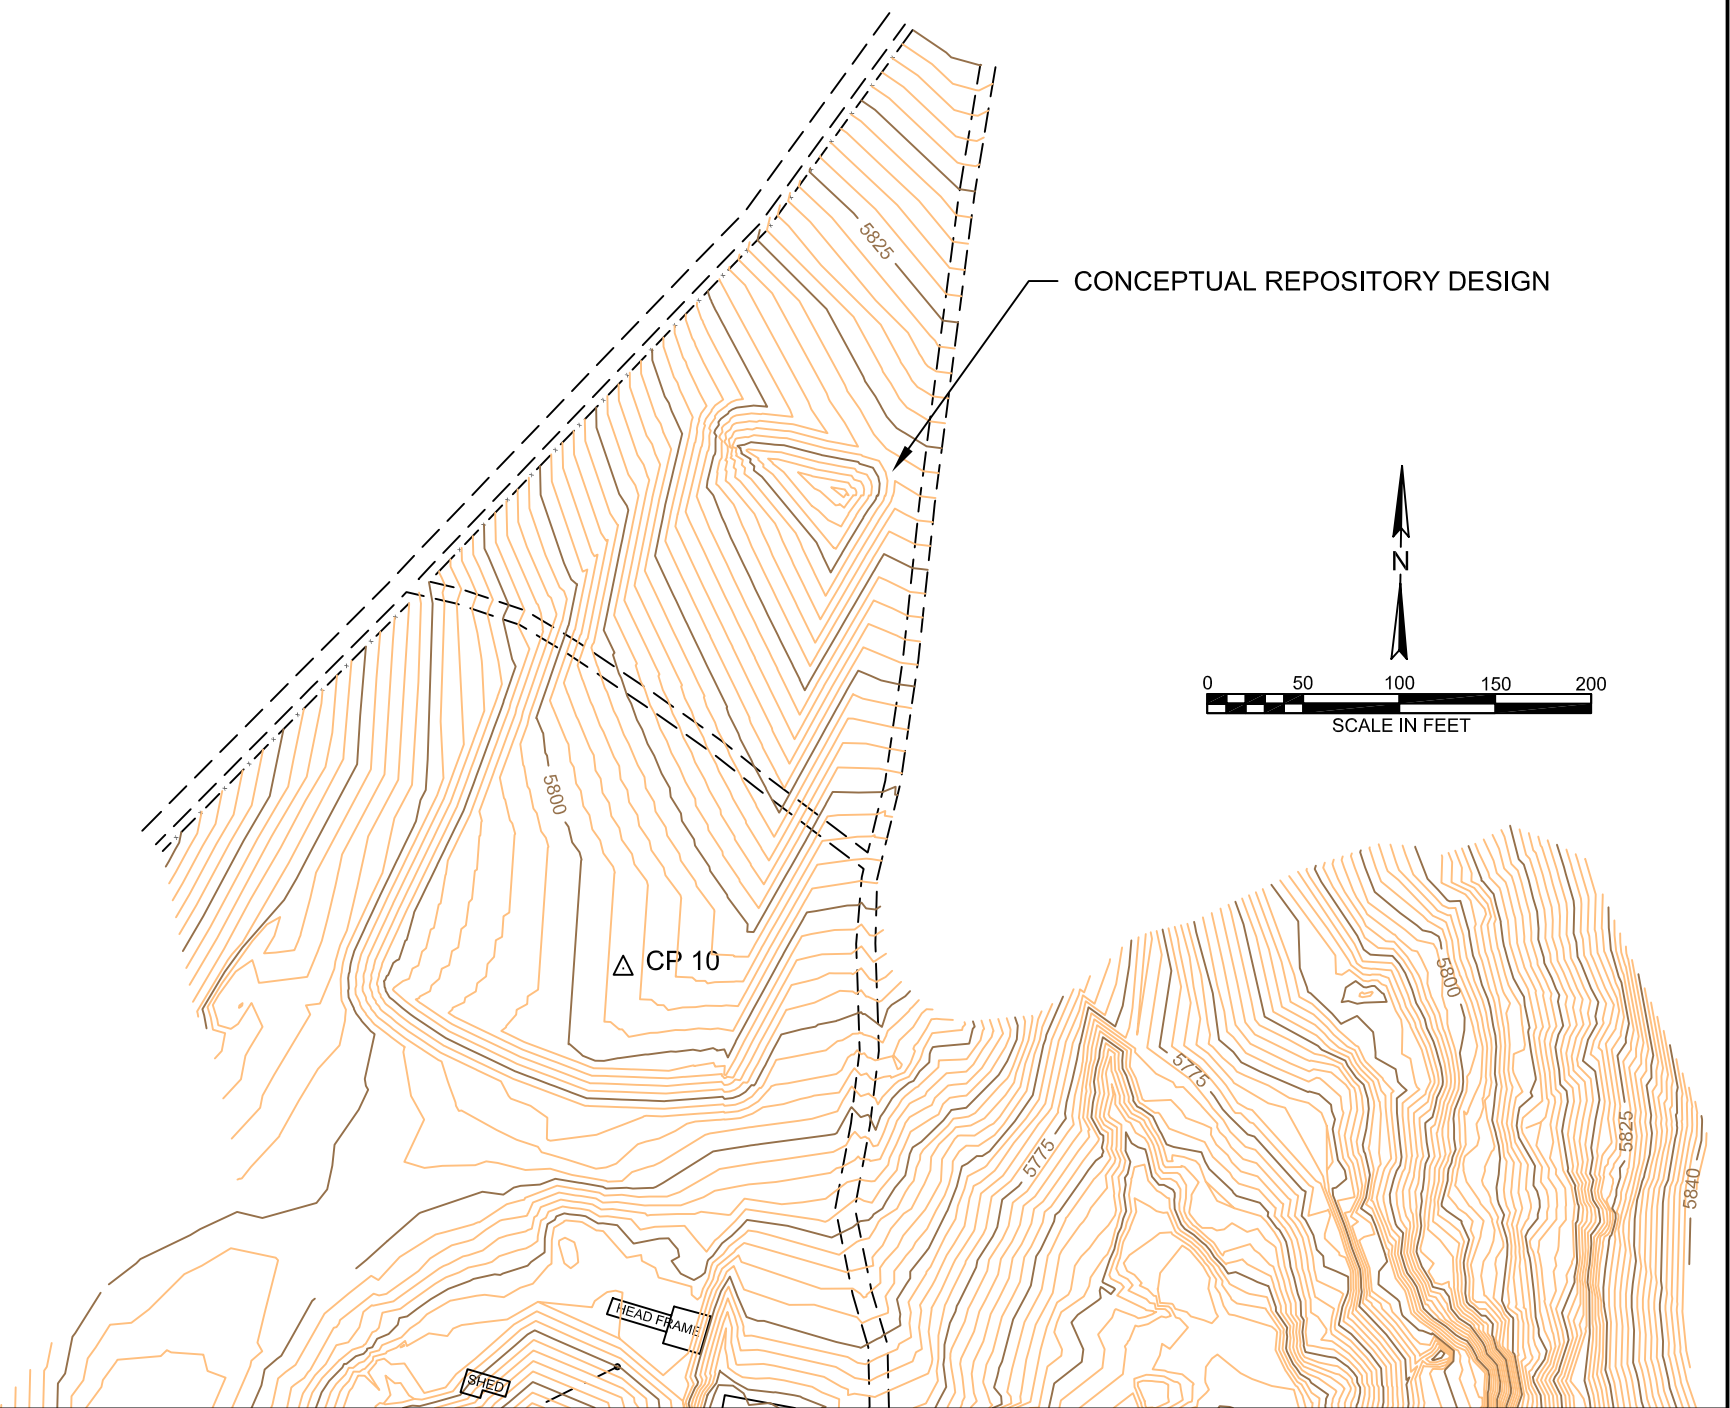 5825
CONCEPTUAL REPOSITORY DESIGN
N
0 50 100 150 200
SCALE IN FEET
5800
CP 10
5800
5775
5775
5825
5840
HEAD FRAME
SHED